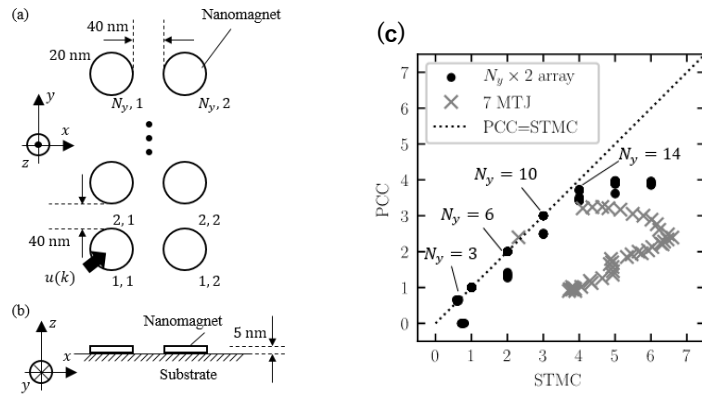 (a)
40 nm
Nanomagnet
20 nm
N_y, 1
N_y, 2
y
x
z
2, 1
2, 2
40 nm
u(k)
1, 1
1, 2
(b)
z
Nanomagnet
5 nm
x
y
Substrate
(c)
N_y × 2 array
7 MTJ
PCC=STMC
N_y = 14
N_y = 10
N_y = 6
N_y = 3
PCC
7
6
5
4
3
2
1
0
0 1 2 3 4 5 6 7
STMC